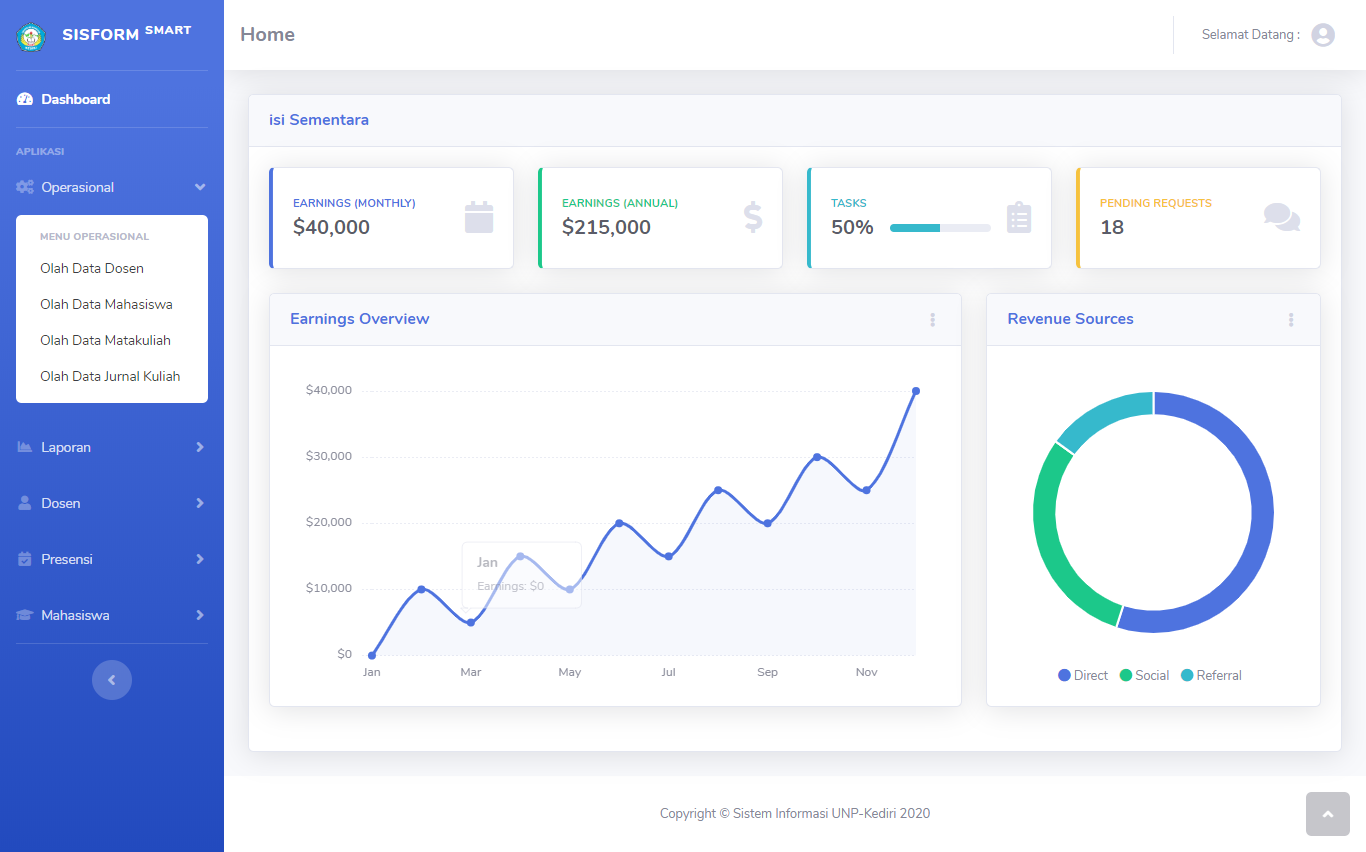 SISFORM SMART
Home
Selamat Datang :
Dashboard
APLIKASI
Operasional
MENU OPERASIONAL
Olah Data Dosen
Olah Data Mahasiswa
Olah Data Matakuliah
Olah Data Jurnal Kuliah
Laporan
Dosen
Presensi
Mahasiswa
isi Sementara
EARNINGS (MONTHLY)
$40,000
EARNINGS (ANNUAL)
$215,000
TASKS
50%
PENDING REQUESTS
18
Earnings Overview
$40,000
$30,000
$20,000
$10,000
$0
Jan
Earnings: $0
Jan Mar May Jul Sep Nov
Revenue Sources
Direct Social Referral
Copyright © Sistem Informasi UNP-Kediri 2020